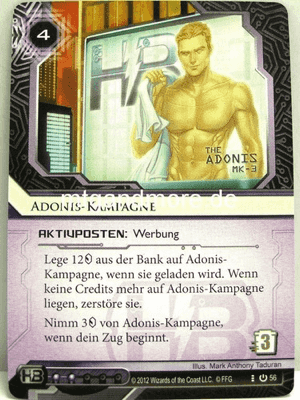 4
HB
THE
ADONIS
MK-3
ADONIS-KAMPAGNE
AKTIVPOSTEN: Werbung
Lege 12 aus der Bank auf Adonis-
Kampagne, wenn sie geladen wird. Wenn
keine Credits mehr auf Adonis-Kampagne
liegen, zerstöre sie.
Nimm 3 von Adonis-Kampagne,
wenn dein Zug beginnt.
3
Illus. Mark Anthony Taduran
HB
© 2012 Wizards of the Coast LLC. © FFG
56